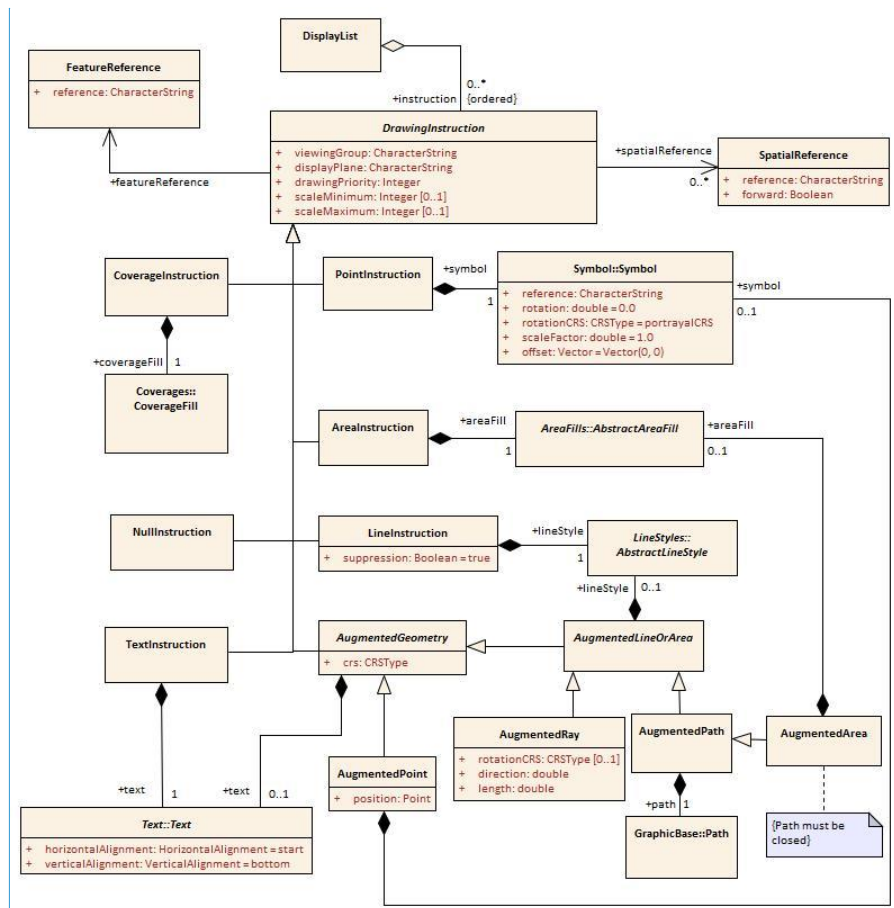 DisplayList
FeatureReference
+ reference: CharacterString
0..*
+instruction {ordered}
DrawingInstruction
+ viewingGroup: CharacterString
+ displayPlane: CharacterString
+ drawingPriority: Integer
+ scaleMinimum: Integer [0..1]
+ scaleMaximum: Integer [0..1]
+spatialReference
0..*
SpatialReference
+ reference: CharacterString
+ forward: Boolean
+featureReference
CoverageInstruction
PointInstruction
+symbol
1
Symbol::Symbol
+ reference: CharacterString
+ rotation: double = 0.0
+ rotationCRS: CRSType = portrayalCRS
+ scaleFactor: double = 1.0
+ offset: Vector = Vector(0, 0)
+symbol
0..1
+coverageFill 1
Coverages::
CoverageFill
AreaInstruction
+areaFill
1
AreaFills::AbstractAreaFill
+areaFill
0..1
NullInstruction
LineInstruction
+ suppression: Boolean = true
+lineStyle
1
LineStyles::
AbstractLineStyle
+lineStyle 0..1
TextInstruction
AugmentedGeometry
+ crs: CRSType
AugmentedLineOrArea
AugmentedRay
+ rotationCRS: CRSType [0..1]
+ direction: double
+ length: double
AugmentedPath
AugmentedArea
AugmentedPoint
+ position: Point
+text 1
+text 0..1
+path 1
GraphicBase::Path
{Path must be
closed}
Text::Text
+ horizontalAlignment: HorizontalAlignment = start
+ verticalAlignment: VerticalAlignment = bottom